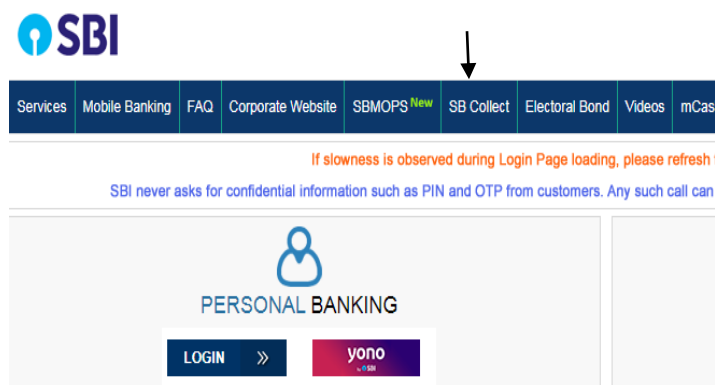 SBI
Services Mobile Banking FAQ Corporate Website SBMOPS New SB Collect Electoral Bond Videos mCas
If slowness is observed during Login Page loading, please refresh
SBI never asks for confidential information such as PIN and OTP from customers. Any such call can
PERSONAL BANKING
LOGIN » yono
by SBI